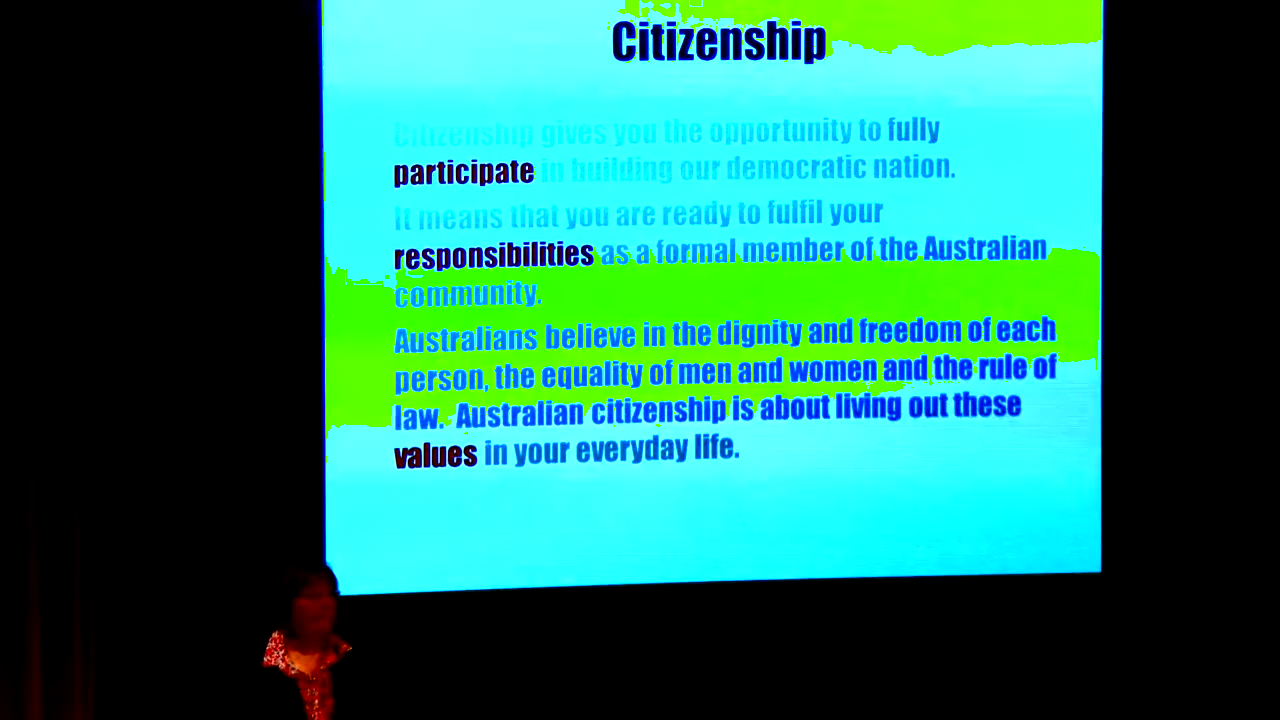 Citizenship
Citizenship gives you the opportunity to fully
participate in building our democratic nation.
It means that you are ready to fulfil your
responsibilities as a formal member of the Australian
community.
Australians believe in the dignity and freedom of each
person, the equality of men and women and the rule of
law. Australian citizenship is about living out these
values in your everyday life.